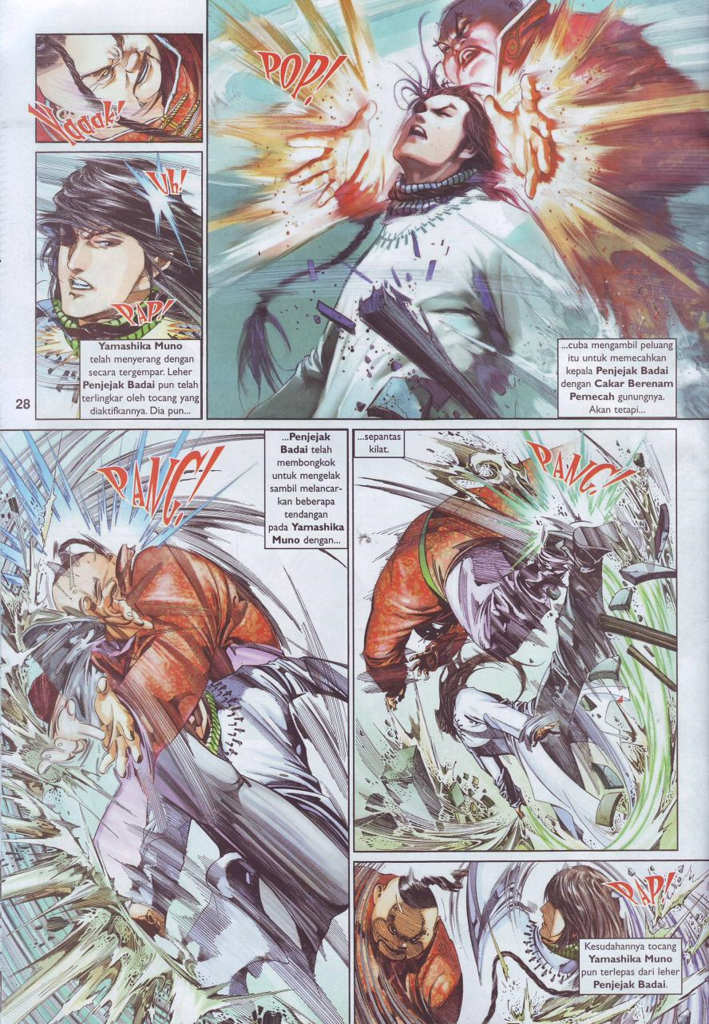 Yaaak!
Uh!
PAP!
Yamashika Muno
telah menyerang dengan
secara tergempar. Leher
Penjejak Badai pun telah
terlingkar oleh tocang yang
diaktifkannya. Dia pun...
28
POP!
...cuba mengambil peluang
itu untuk memecahkan
kepala Penjejak Badai
dengan Cakar Berenam
Pemecah gunungnya.
Akan tetapi...
PANG!
...Penjejak
Badai telah
membongkok
untuk mengelak
sambil melancar-
kan beberapa
tendangan
pada Yamashika
Muno dengan...
...sepantas
kilat.
PANG!
PAP!
Kesudahannya tocang
Yamashika Muno
pun terlepas dari leher
Penjejak Badai.